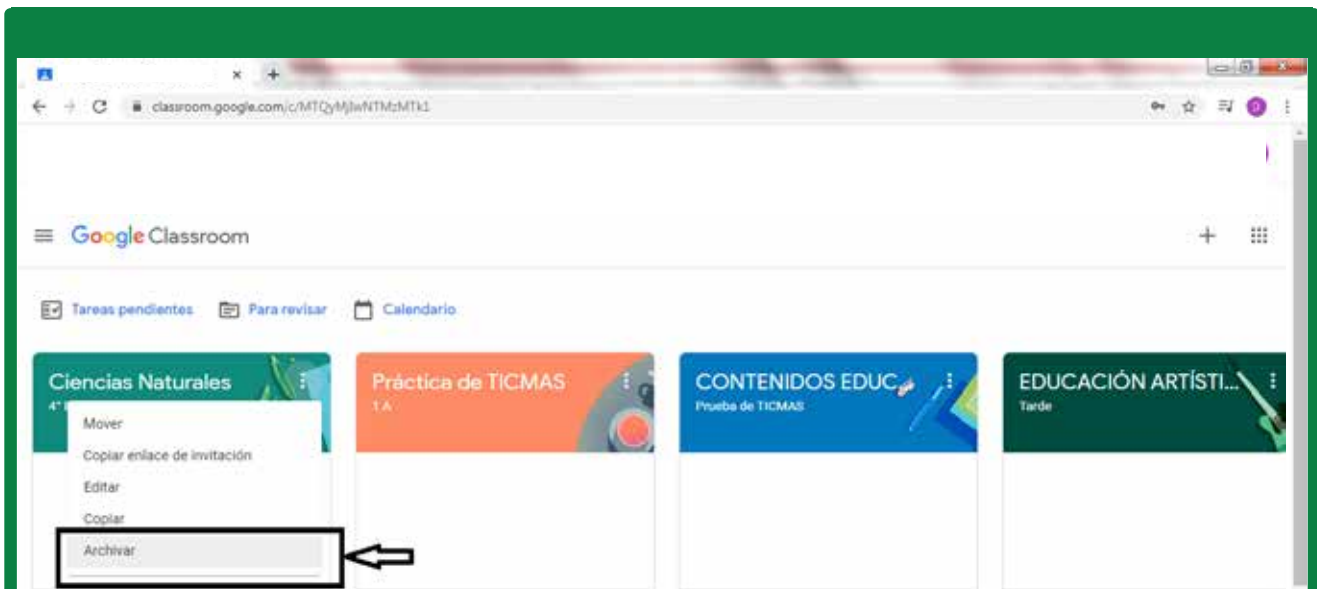 classroom.google.com/c/MTQyMjIwNTMzMTk1
Google Classroom
Tareas pendientes Para revisar Calendario
Ciencias Naturales
4°
Práctica de TICMAS
1 A
CONTENIDOS EDUC
Prueba de TICMAS
EDUCACIÓN ARTÍSTI...
Tarde
Mover
Copiar enlace de invitación
Editar
Copiar
Archivar